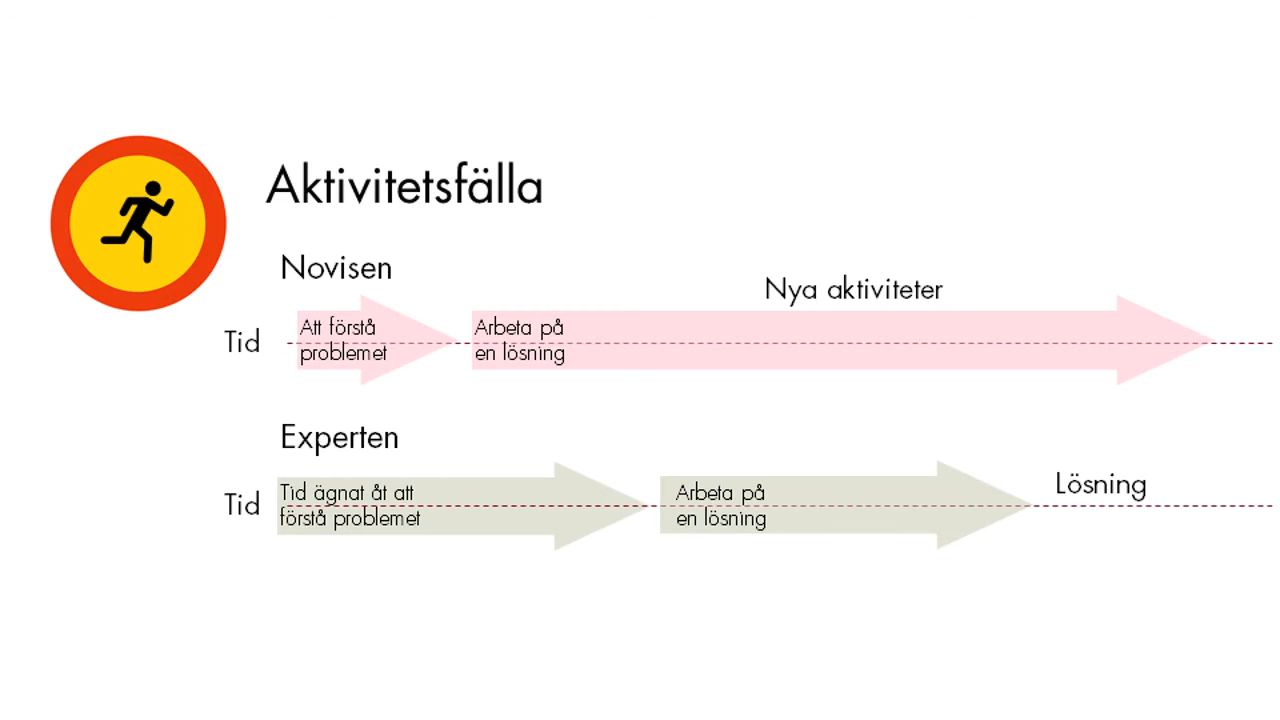 Aktivitetsfälla
Novisen
Nya aktiviteter
Tid
Att förstå
problemet
Arbeta på
en lösning
Experten
Lösning
Tid
Tid ägnat åt att
förstå problemet
Arbeta på
en lösning